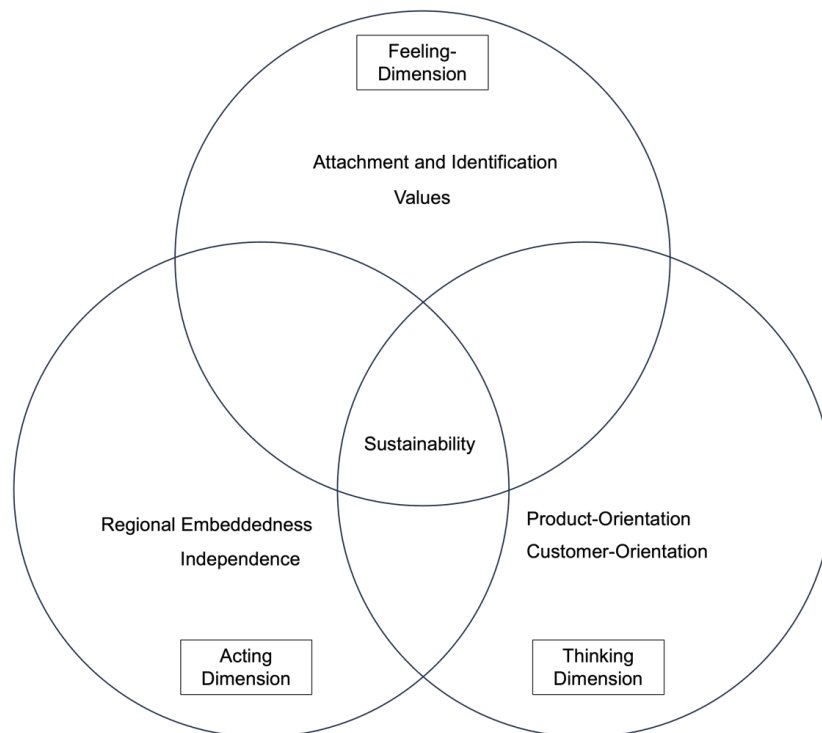 Feeling-
Dimension
Attachment and Identification
Values
Sustainability
Regional Embeddedness
Independence
Product-Orientation
Customer-Orientation
Acting
Dimension
Thinking
Dimension